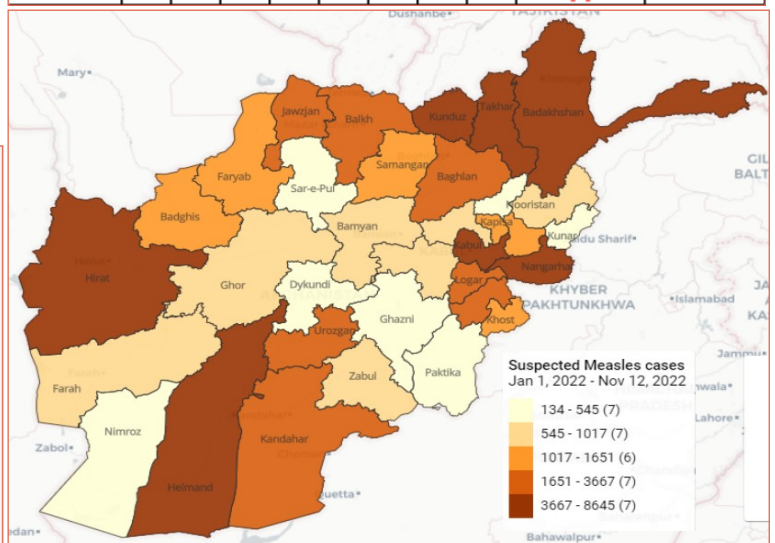 Dushanbe
TAJIKISTAN
Mary
Jawzjan
Balkh
Kunduz
Takhar
Badakhshan
Faryab
Samangan
Baghlan
Sar-e-Pul
Badghis
Nooristan
Bamyan
Kapisa
Kunar
Mardu Sharif
Kabul
Hirat
Nangarhar
Ghor
Dykundi
Logar
KHYBER
PAKHTUNKHWA
Islamabad
Ghazni
Khost
Urozgan
Jammu
Farah
Zabul
Paktika
Nimroz
Kandahar
Lahore
Zabol
Helmand
Quetta
Bahawalpur
Suspected Measles cases
Jan 1, 2022 - Nov 12, 2022
134 - 545 (7)
545 - 1017 (7)
1017 - 1651 (6)
1651 - 3667 (7)
3667 - 8645 (7)